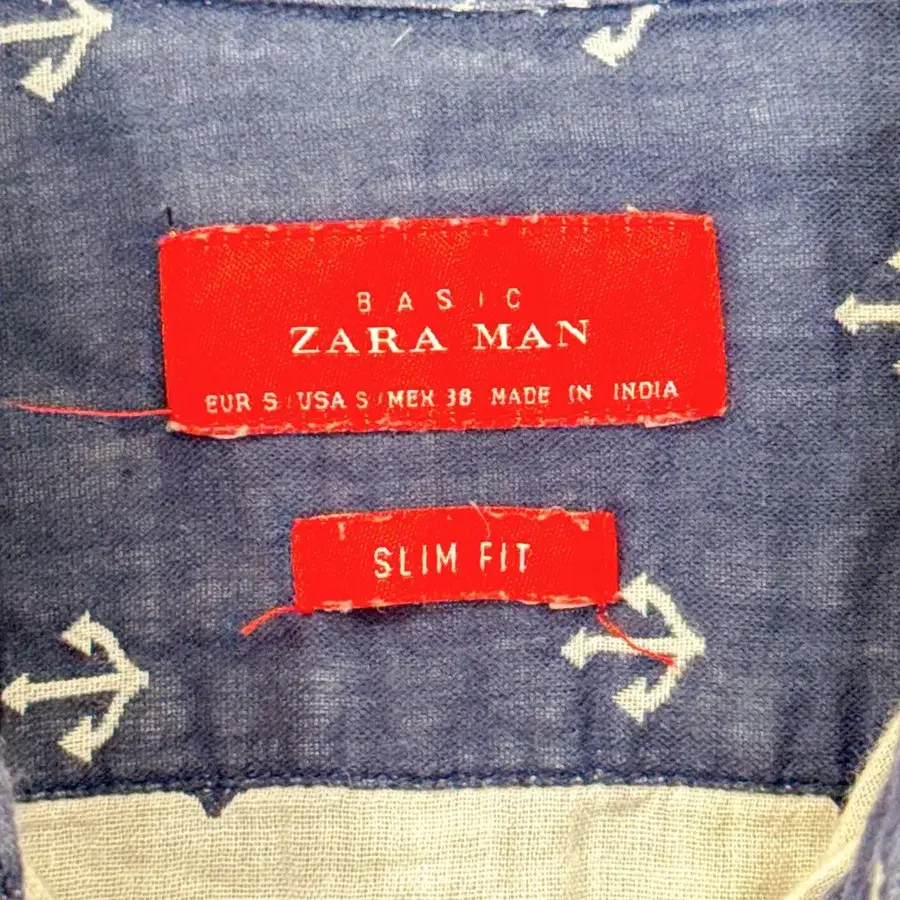 BASIC
ZARA MAN
EUR S / USA S / MEX 38 MADE IN INDIA
SLIM FIT